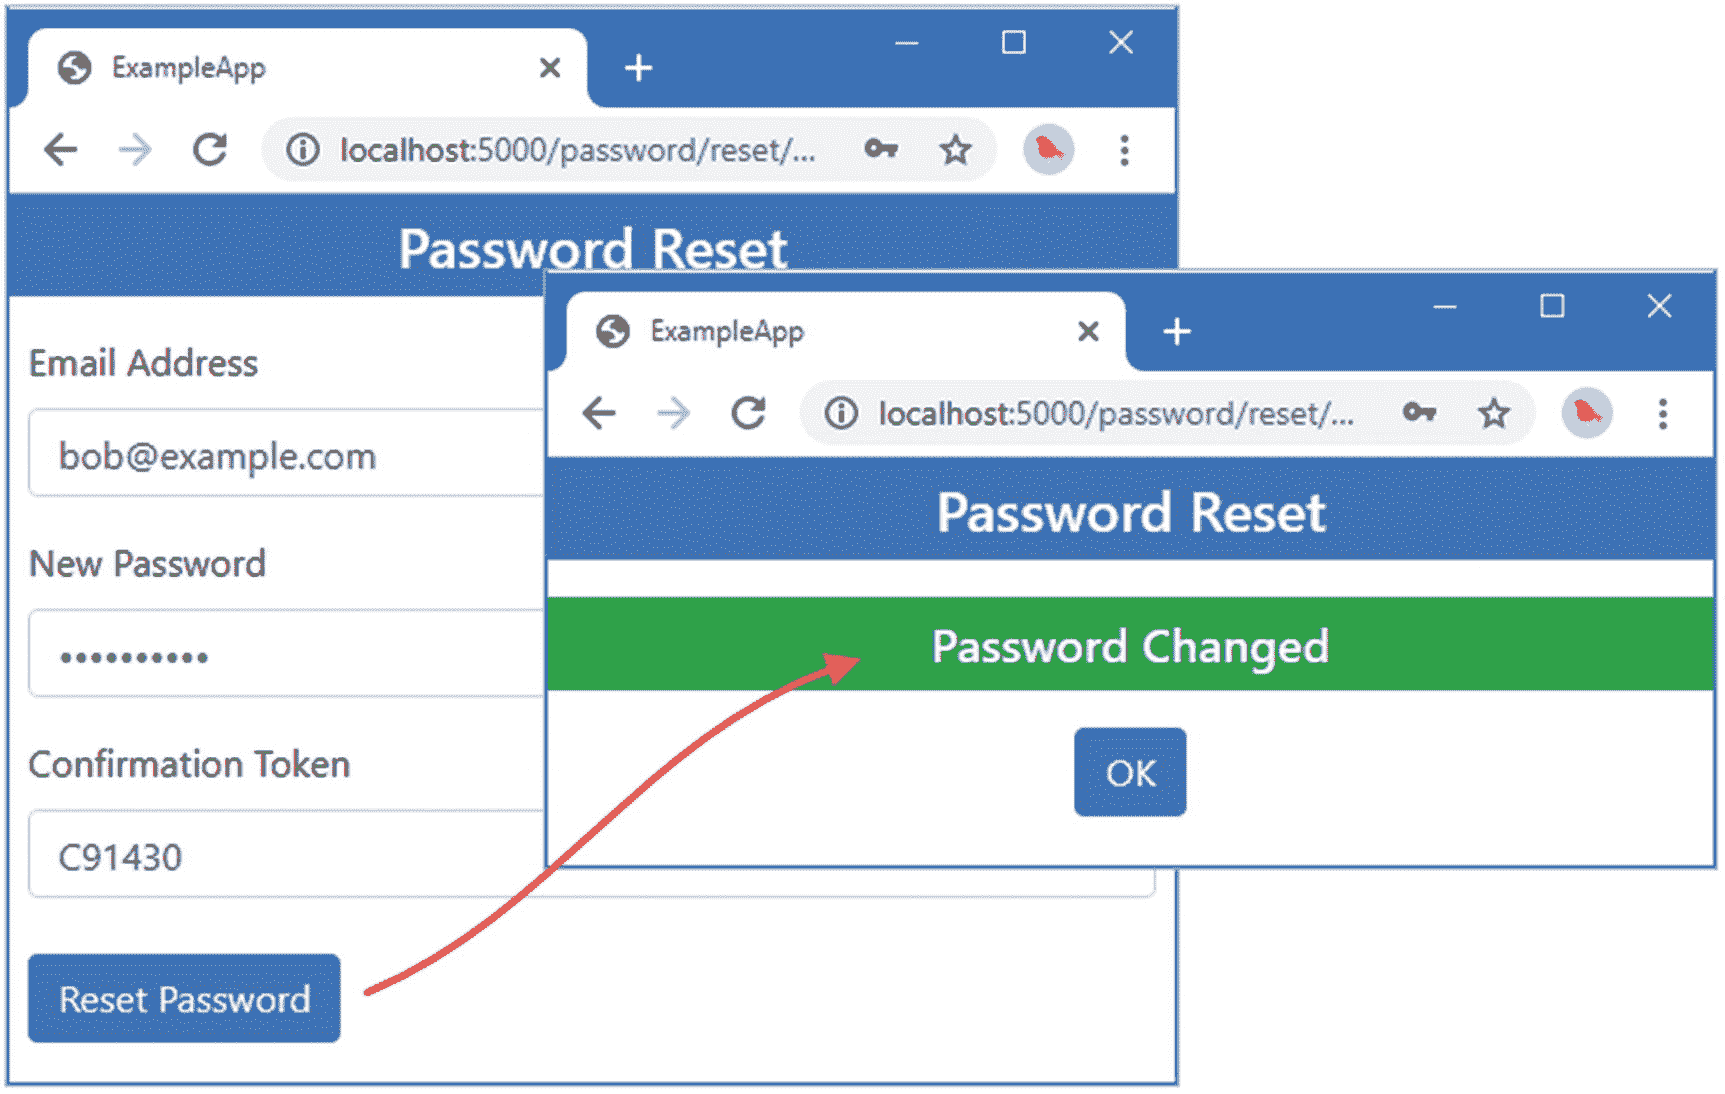 ExampleApp
localhost:5000/password/reset/...
Password Reset
Email Address
bob@example.com
New Password
••••••••••
Confirmation Token
C91430
Reset Password
ExampleApp
localhost:5000/password/reset/...
Password Reset
Password Changed
OK